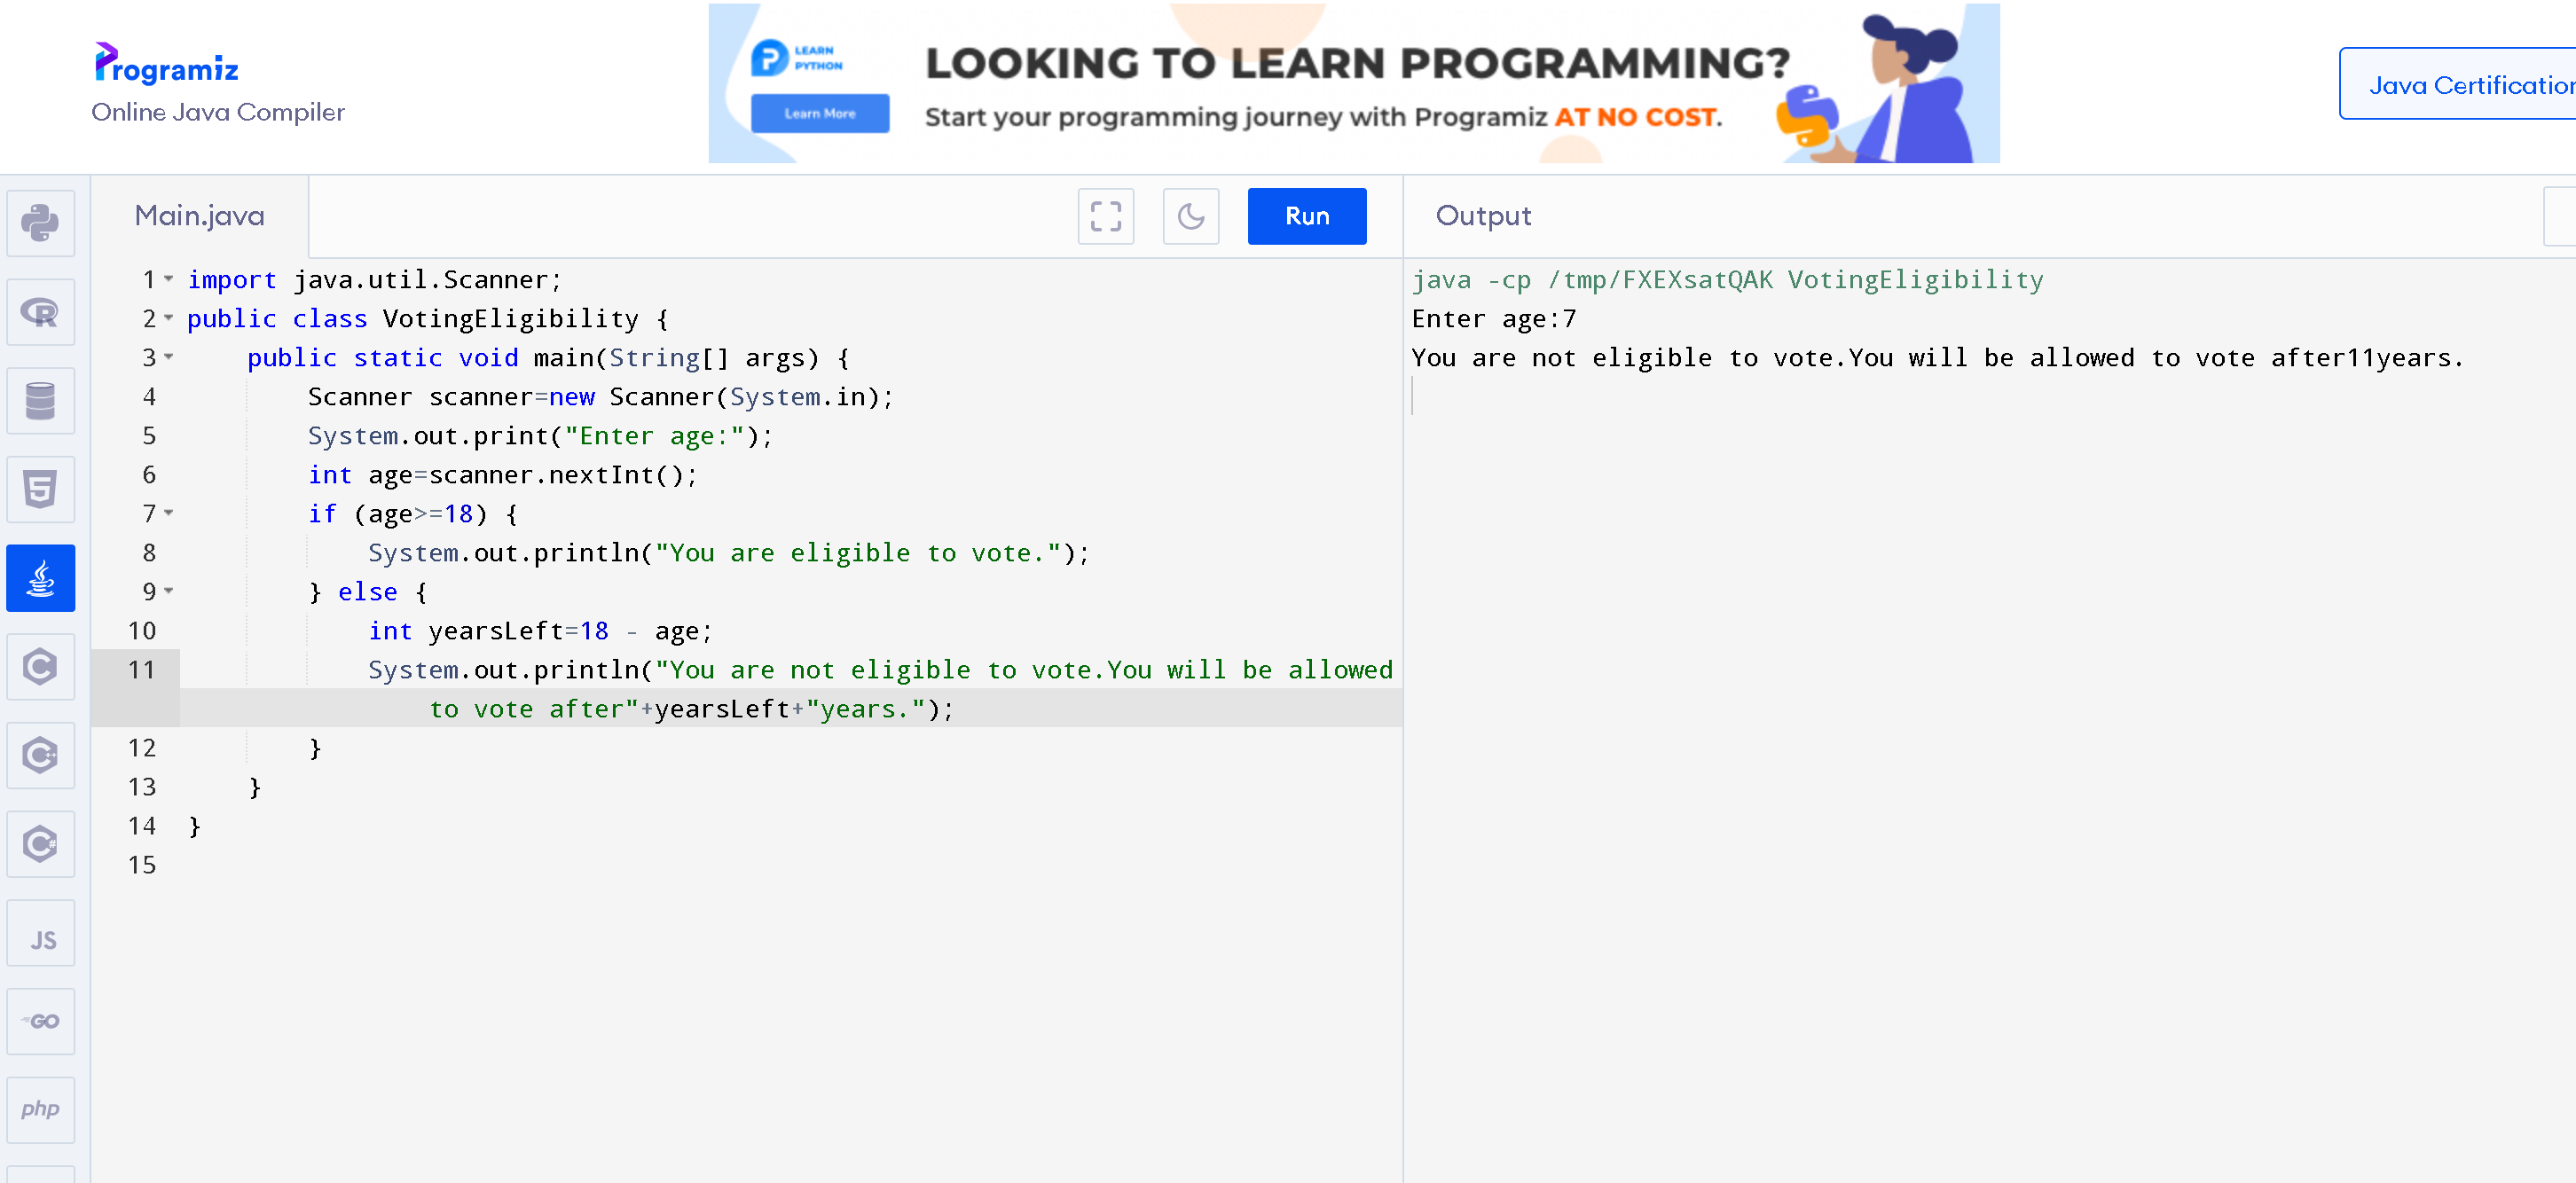 Programiz
Online Java Compiler
LEARN
PYTHON
Learn More
LOOKING TO LEARN PROGRAMMING?
Start your programming journey with Programiz AT NO COST.
Java Certification
Main.java
Run
Output
1 import java.util.Scanner;
2 public class VotingEligibility {
3 public static void main(String[] args) {
4 Scanner scanner=new Scanner(System.in);
5 System.out.print("Enter age:");
6 int age=scanner.nextInt();
7 if (age>=18) {
8 System.out.println("You are eligible to vote.");
9 } else {
10 int yearsLeft=18 - age;
11 System.out.println("You are not eligible to vote.You will be allowed
to vote after"+yearsLeft+"years.");
12 }
13 }
14 }
15
java -cp /tmp/FXEXsatQAK VotingEligibility
Enter age:7
You are not eligible to vote.You will be allowed to vote after11years.
R
5
C
C++
C#
JS
GO
php